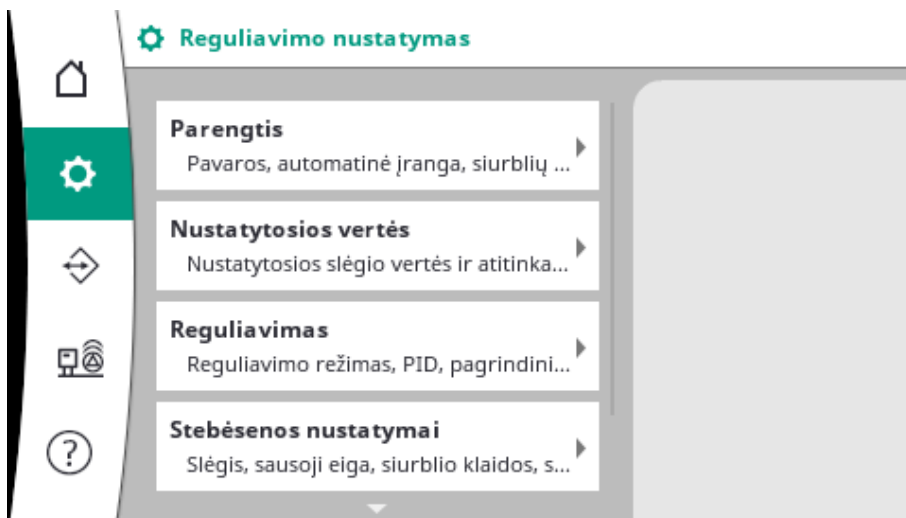 Reguliavimo nustatymas
Parengtis
Pavaros, automatinė įranga, siurblių ...
Nustatytosios vertės
Nustatytosios slėgio vertės ir atitinka...
Reguliavimas
Reguliavimo režimas, PID, pagrindini...
Stebėsenos nustatymai
Slėgis, sausoji eiga, siurblio klaidos, s...
?